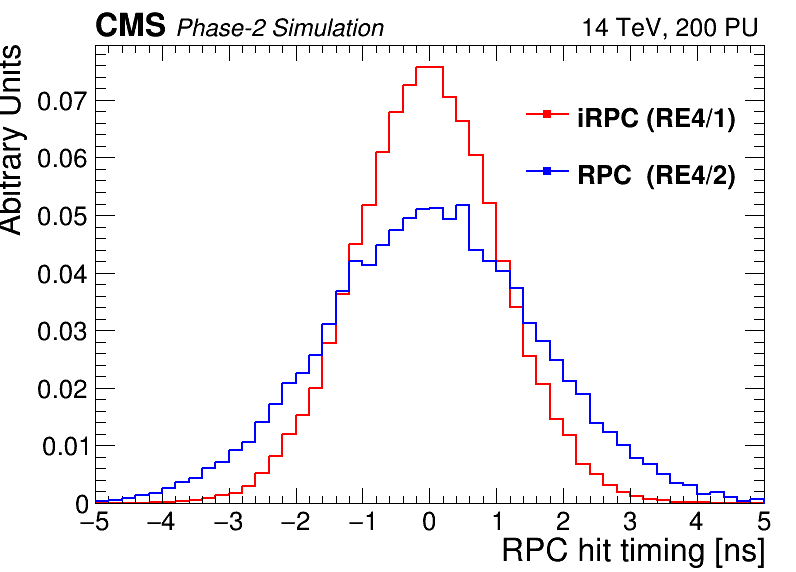 CMS Phase-2 Simulation 14 TeV, 200 PU
Abitrary Units
0.07
0.06
0.05
0.04
0.03
0.02
0.01
0
iRPC (RE4/1)
RPC (RE4/2)
−5 −4 −3 −2 −1 0 1 2 3 4 5
RPC hit timing [ns]